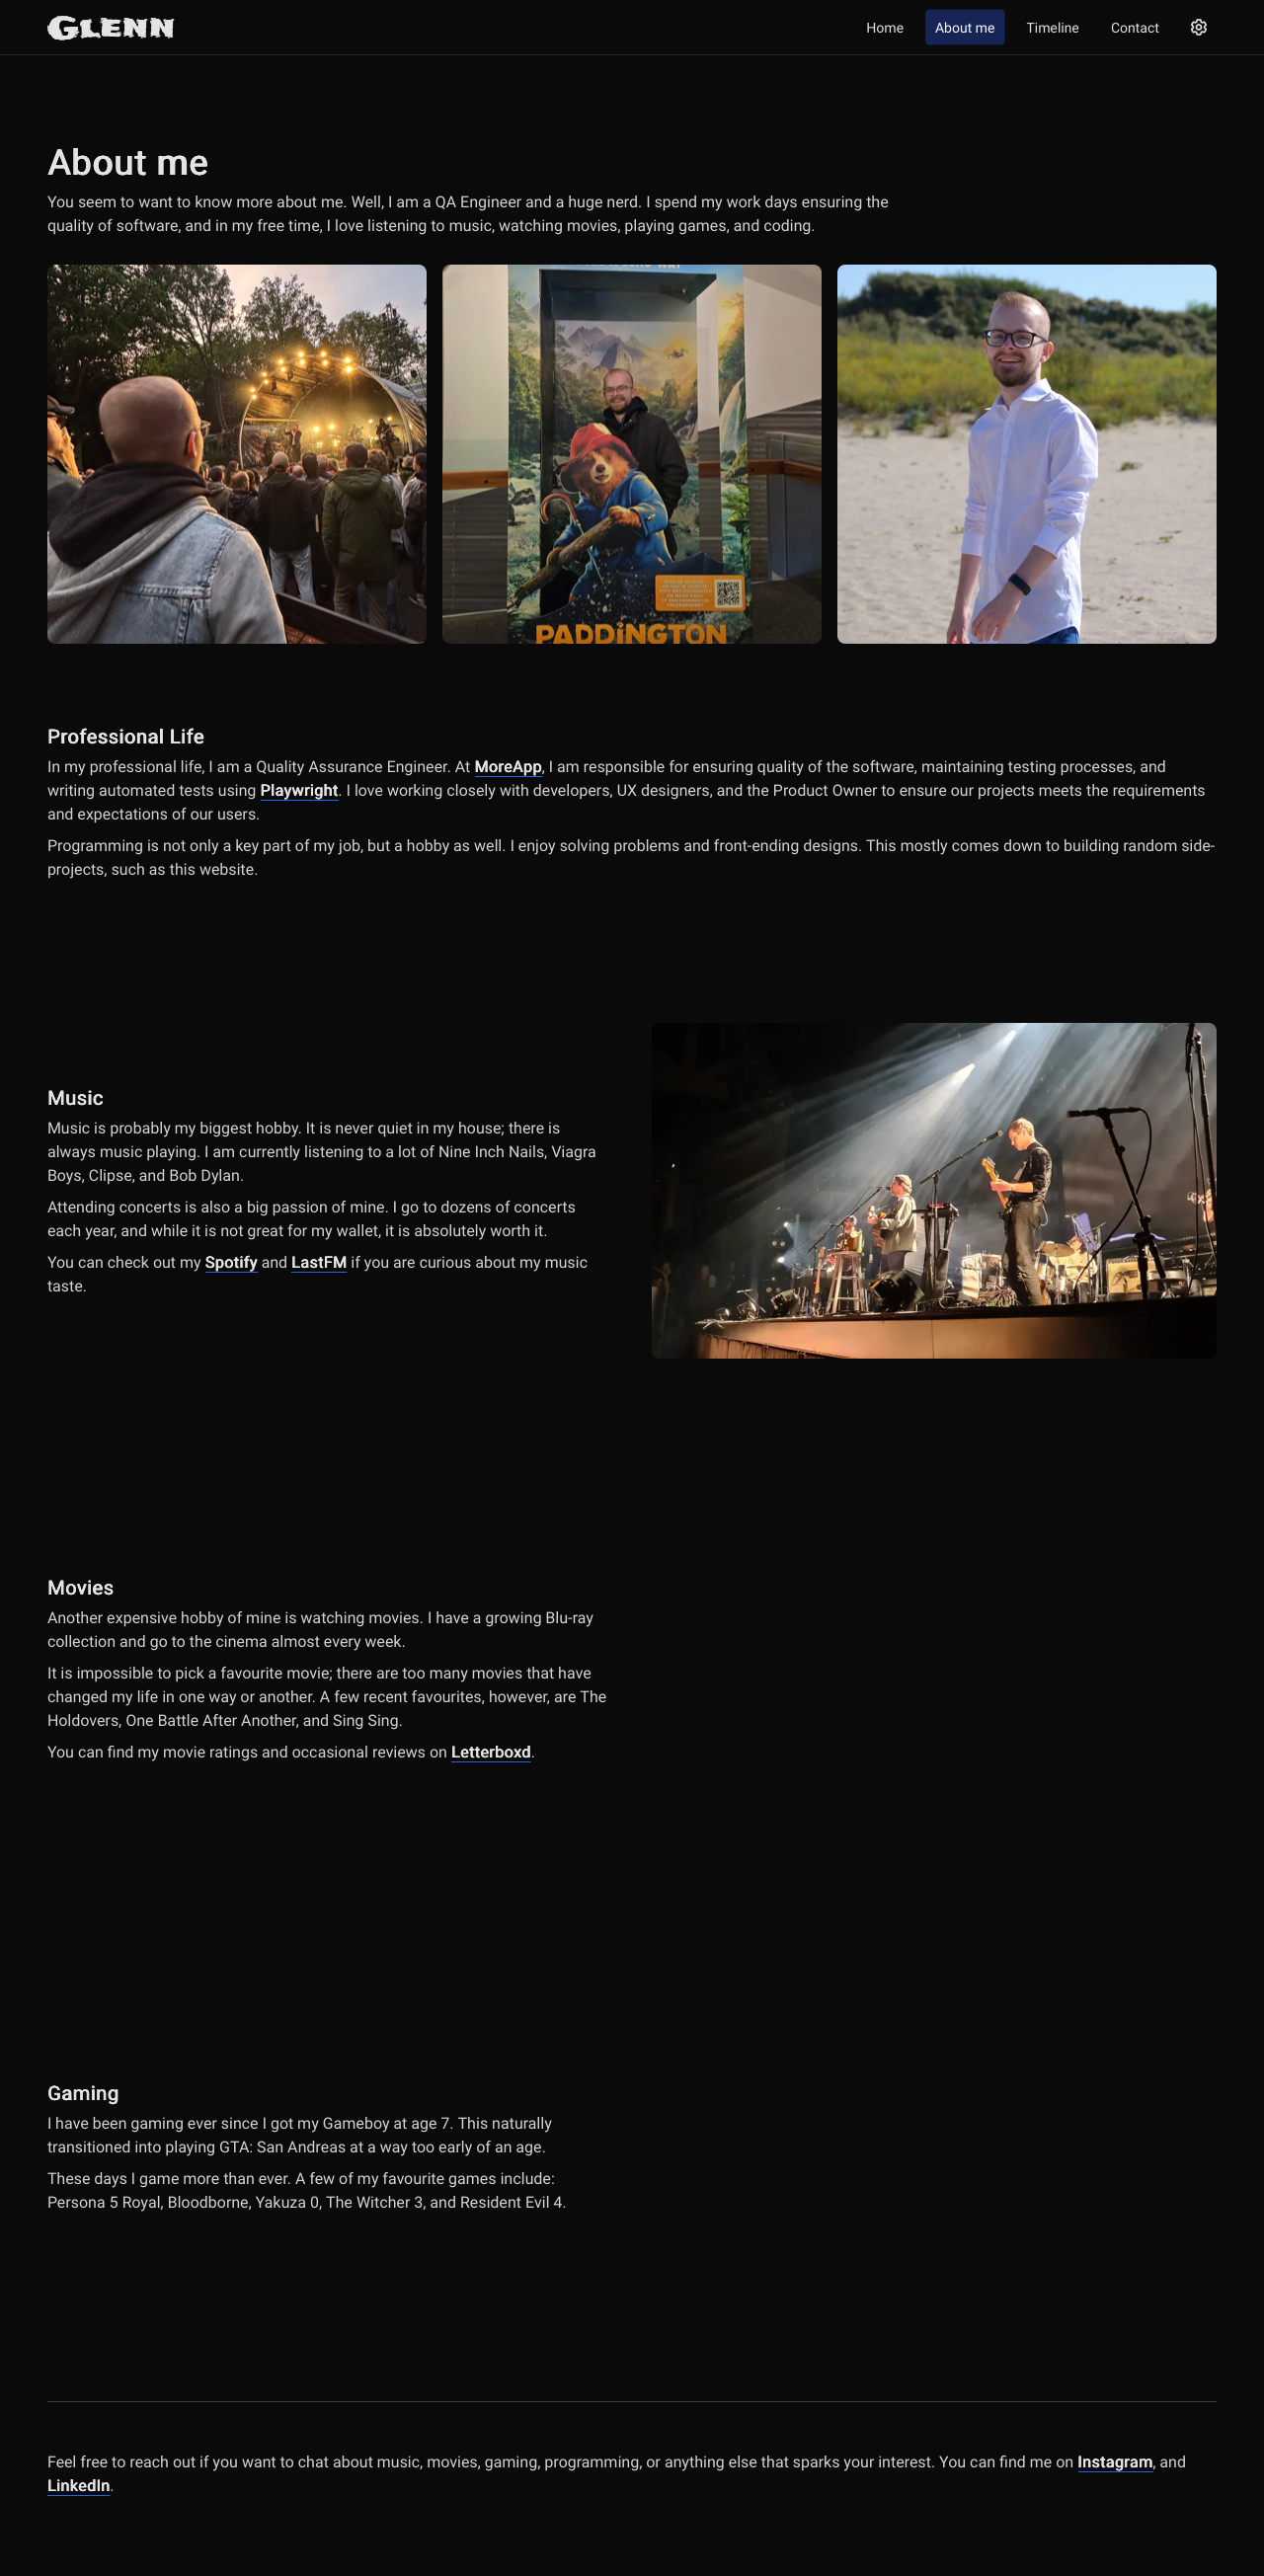 GLENN
Home
About me
Timeline
Contact
About me
You seem to want to know more about me. Well, I am a QA Engineer and a huge nerd. I spend my work days ensuring the
quality of software, and in my free time, I love listening to music, watching movies, playing games, and coding.
PADDiNGTON
Professional Life
In my professional life, I am a Quality Assurance Engineer. At MoreApp, I am responsible for ensuring quality of the software, maintaining testing processes, and
writing automated tests using Playwright. I love working closely with developers, UX designers, and the Product Owner to ensure our projects meets the requirements
and expectations of our users.
Programming is not only a key part of my job, but a hobby as well. I enjoy solving problems and front-ending designs. This mostly comes down to building random side-
projects, such as this website.
Music
Music is probably my biggest hobby. It is never quiet in my house; there is
always music playing. I am currently listening to a lot of Nine Inch Nails, Viagra
Boys, Clipse, and Bob Dylan.
Attending concerts is also a big passion of mine. I go to dozens of concerts
each year, and while it is not great for my wallet, it is absolutely worth it.
You can check out my Spotify and LastFM if you are curious about my music
taste.
Movies
Another expensive hobby of mine is watching movies. I have a growing Blu-ray
collection and go to the cinema almost every week.
It is impossible to pick a favourite movie; there are too many movies that have
changed my life in one way or another. A few recent favourites, however, are The
Holdovers, One Battle After Another, and Sing Sing.
You can find my movie ratings and occasional reviews on Letterboxd.
Gaming
I have been gaming ever since I got my Gameboy at age 7. This naturally
transitioned into playing GTA: San Andreas at a way too early of an age.
These days I game more than ever. A few of my favourite games include:
Persona 5 Royal, Bloodborne, Yakuza 0, The Witcher 3, and Resident Evil 4.
Feel free to reach out if you want to chat about music, movies, gaming, programming, or anything else that sparks your interest. You can find me on Instagram, and
LinkedIn.